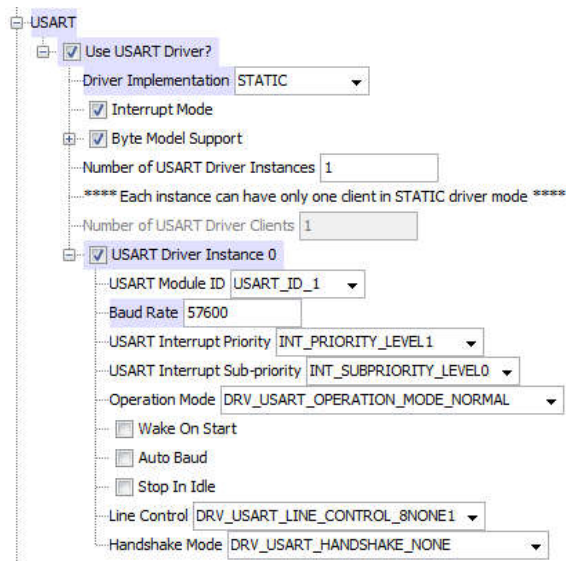 USART
Use USART Driver?
Driver Implementation STATIC
Interrupt Mode
Byte Model Support
Number of USART Driver Instances 1
**** Each instance can have only one client in STATIC driver mode ****
Number of USART Driver Clients 1
USART Driver Instance 0
USART Module ID USART_ID_1
Baud Rate 57600
USART Interrupt Priority INT_PRIORITY_LEVEL1
USART Interrupt Sub-priority INT_SUBPRIORITY_LEVEL0
Operation Mode DRV_USART_OPERATION_MODE_NORMAL
Wake On Start
Auto Baud
Stop In Idle
Line Control DRV_USART_LINE_CONTROL_8NONE1
Handshake Mode DRV_USART_HANDSHAKE_NONE